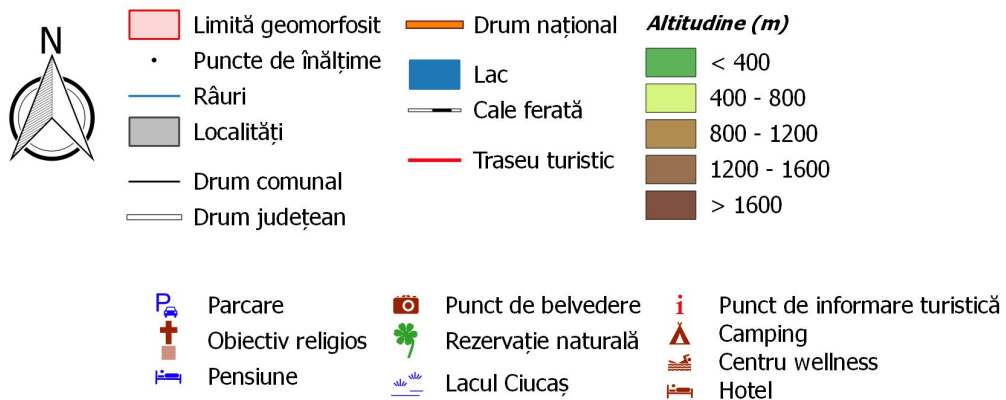 N
Limită geomorfosit
Puncte de înălțime
Râuri
Localități
Drum comunal
Drum județean
Drum național
Lac
Cale ferată
Traseu turistic
Altitudine (m)
< 400
400 - 800
800 - 1200
1200 - 1600
> 1600
P Parcare
Obiectiv religios
Pensiune
Punct de belvedere
Rezervație naturală
Lacul Ciucaș
i Punct de informare turistică
Camping
Centru wellness
Hotel